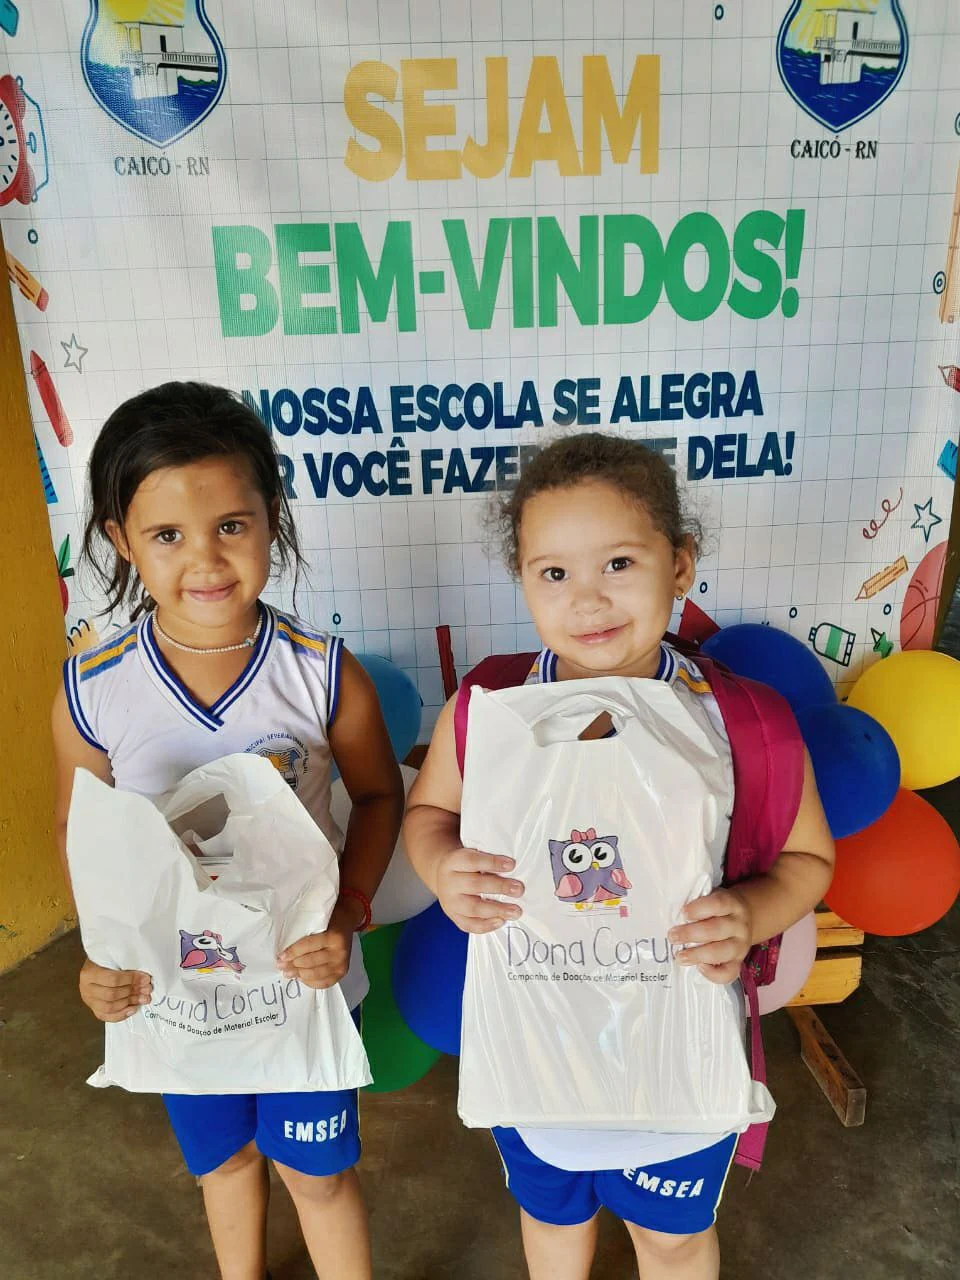 CAICÓ - RN
CAICÓ - RN
SEJAM
BEM-VINDOS!
NOSSA ESCOLA SE ALEGRA
VOCÊ DELA!
Dona Coruja
Campanha de Doação de Material Escolar
Dona
Campanha de Doação de Material Escolar
EMSEA
EMSEA